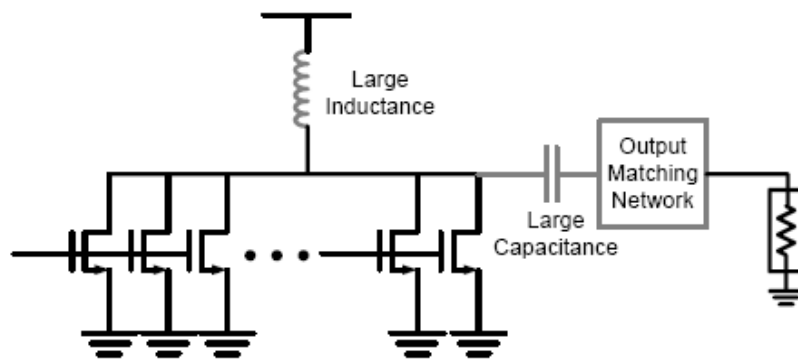 Large
Inductance
Output
Matching
Network
Large
Capacitance